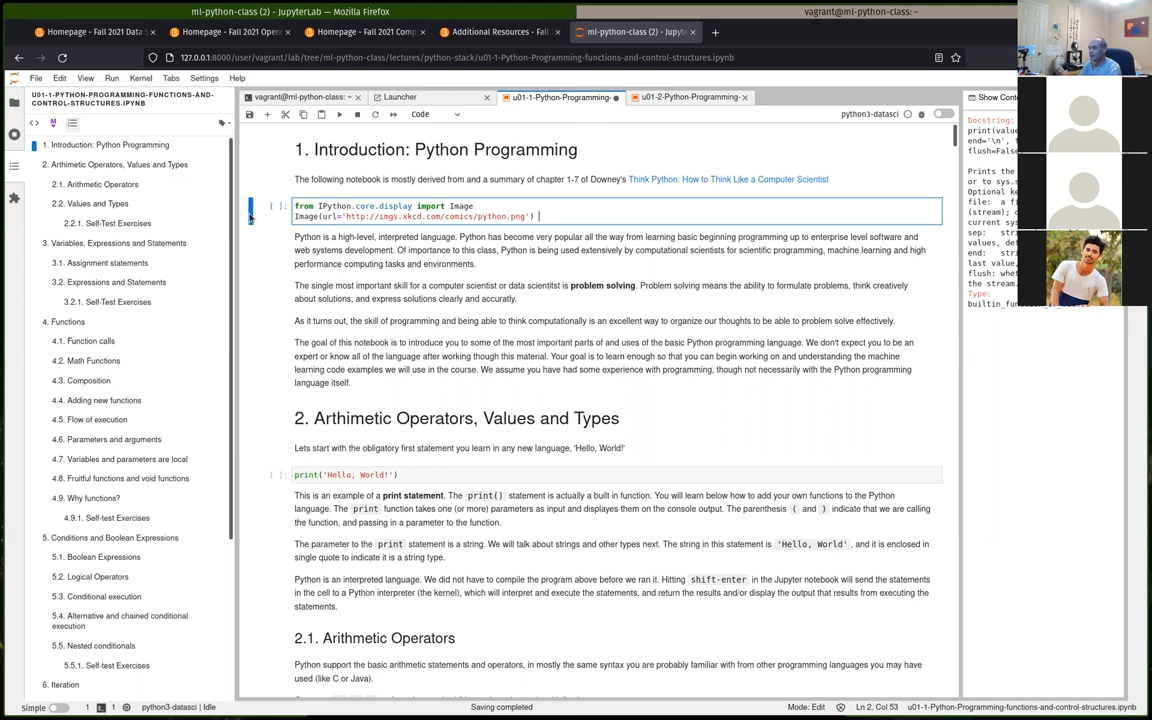 ml-python-class (2) - JupyterLab — Mozilla Firefox
vagrant@ml-python-class: ~
Homepage - Fall 2021 Data S
Homepage - Fall 2021 Opera
Homepage - Fall 2021 Comp
Additional Resources - Fall
ml-python-class (2) - Jupyte
127.0.0.1:8000/user/vagrant/lab/tree/ml-python-class/lectures/python-stack/u01-1-Python-Programming-functions-and-control-structures.ipynb
File Edit View Run Kernel Tabs Settings Help
U01-1-PYTHON-PROGRAMMING-FUNCTIONS-AND-
CONTROL-STRUCTURES.IPYNB
1. Introduction: Python Programming
2. Arthimetic Operators, Values and Types
2.1. Arithmetic Operators
2.2. Values and Types
2.2.1. Self-Test Exercises
3. Variables, Expressions and Statements
3.1. Assignment statements
3.2. Expressions and Statements
3.2.1. Self-Test Exercises
4. Functions
4.1. Function calls
4.2. Math Functions
4.3. Composition
4.4. Adding new functions
4.5. Flow of execution
4.6. Parameters and arguments
4.7. Variables and parameters are local
4.8. Fruitful functions and void functions
4.9. Why functions?
4.9.1. Self-test Exercises
5. Conditions and Boolean Expressions
5.1. Boolean Expressions
5.2. Logical Operators
5.3. Conditional execution
5.4. Alternative and chained conditional
execution
5.5. Nested conditionals
5.5.1. Self-test Exercises
6. Iteration
vagrant@ml-python-class: ~
Launcher
u01-1-Python-Programming-
u01-2-Python-Programming-
Code
python3-datasci
1. Introduction: Python Programming
The following notebook is mostly derived from and a summary of chapter 1-7 of Downey's Think Python: How to Think Like a Computer Scientist
[ ]: from IPython.core.display import Image
Image(url='http://imgs.xkcd.com/comics/python.png')
Python is a high-level, interpreted language. Python has become very popular all the way from learning basic beginning programming up to enterprise level software and
web systems development. Of importance to this class, Python is being used extensively by computational scientists for scientific programming, machine learning and high
performance computing tasks and environments.
The single most important skill for a computer scientist or data scientitst is problem solving. Problem solving means the ability to formulate problems, think creatively
about solutions, and express solutions clearly and accurately.
As it turns out, the skill of programming and being able to think computationally is an excellent way to organize our thoughts to be able to problem solve effectively.
The goal of this notebook is to introduce you to some of the most important parts of and uses of the basic Python programming language. We don't expect you to be an
expert or know all of the language after working though this material. Your goal is to learn enough so that you can begin working on and understanding the machine
learning code examples we will use in the course. We assume you have had some experience with programming, though not necessarily with the Python programming
language itself.
2. Arthimetic Operators, Values and Types
Lets start with the obligatory first statement you learn in any new language, 'Hello, World!'
[ ]: print('Hello, World!')
This is an example of a print statement. The print() statement is actually a built in function. You will learn below how to add your own functions to the Python
language. The print function takes one (or more) parameters as input and displayes them on the console output. The parenthesis ( and ) indicate that we are calling
the function, and passing in a parameter to the function.
The parameter to the print statement is a string. We will talk about strings and other types next. The string in this statement is 'Hello, World' , and it is enclosed in
single quote to indicate it is a string type.
Python is an interpreted language. We did not have to compile the program above before we ran it. Hitting shift-enter in the Jupyter notebook will send the statements
in the cell to a Python interpreter (the kernel), which will interpret and execute the statements, and return the results and/or display the output that results from executing the
statements.
2.1. Arithmetic Operators
Python support the basic arithmetic statements and operators, in mostly the same syntax you are probably familiar with from other programming languages you may have
used (like C or Java).
Show Cont
Docstring:
print(value
end='\n', f
flush=False
Prints the
or to sys.s
Optional ke
file: a fi
(stream); d
sep: stri
values, def
end: stri
last value,
flush: whet
the stream.
Type:
Simple
1
1
python3-datasci | Idle
Saving completed
Mode: Edit
Ln 2, Col 53
u01-1-Python-Programming-functions-and-control-structures.ipynb